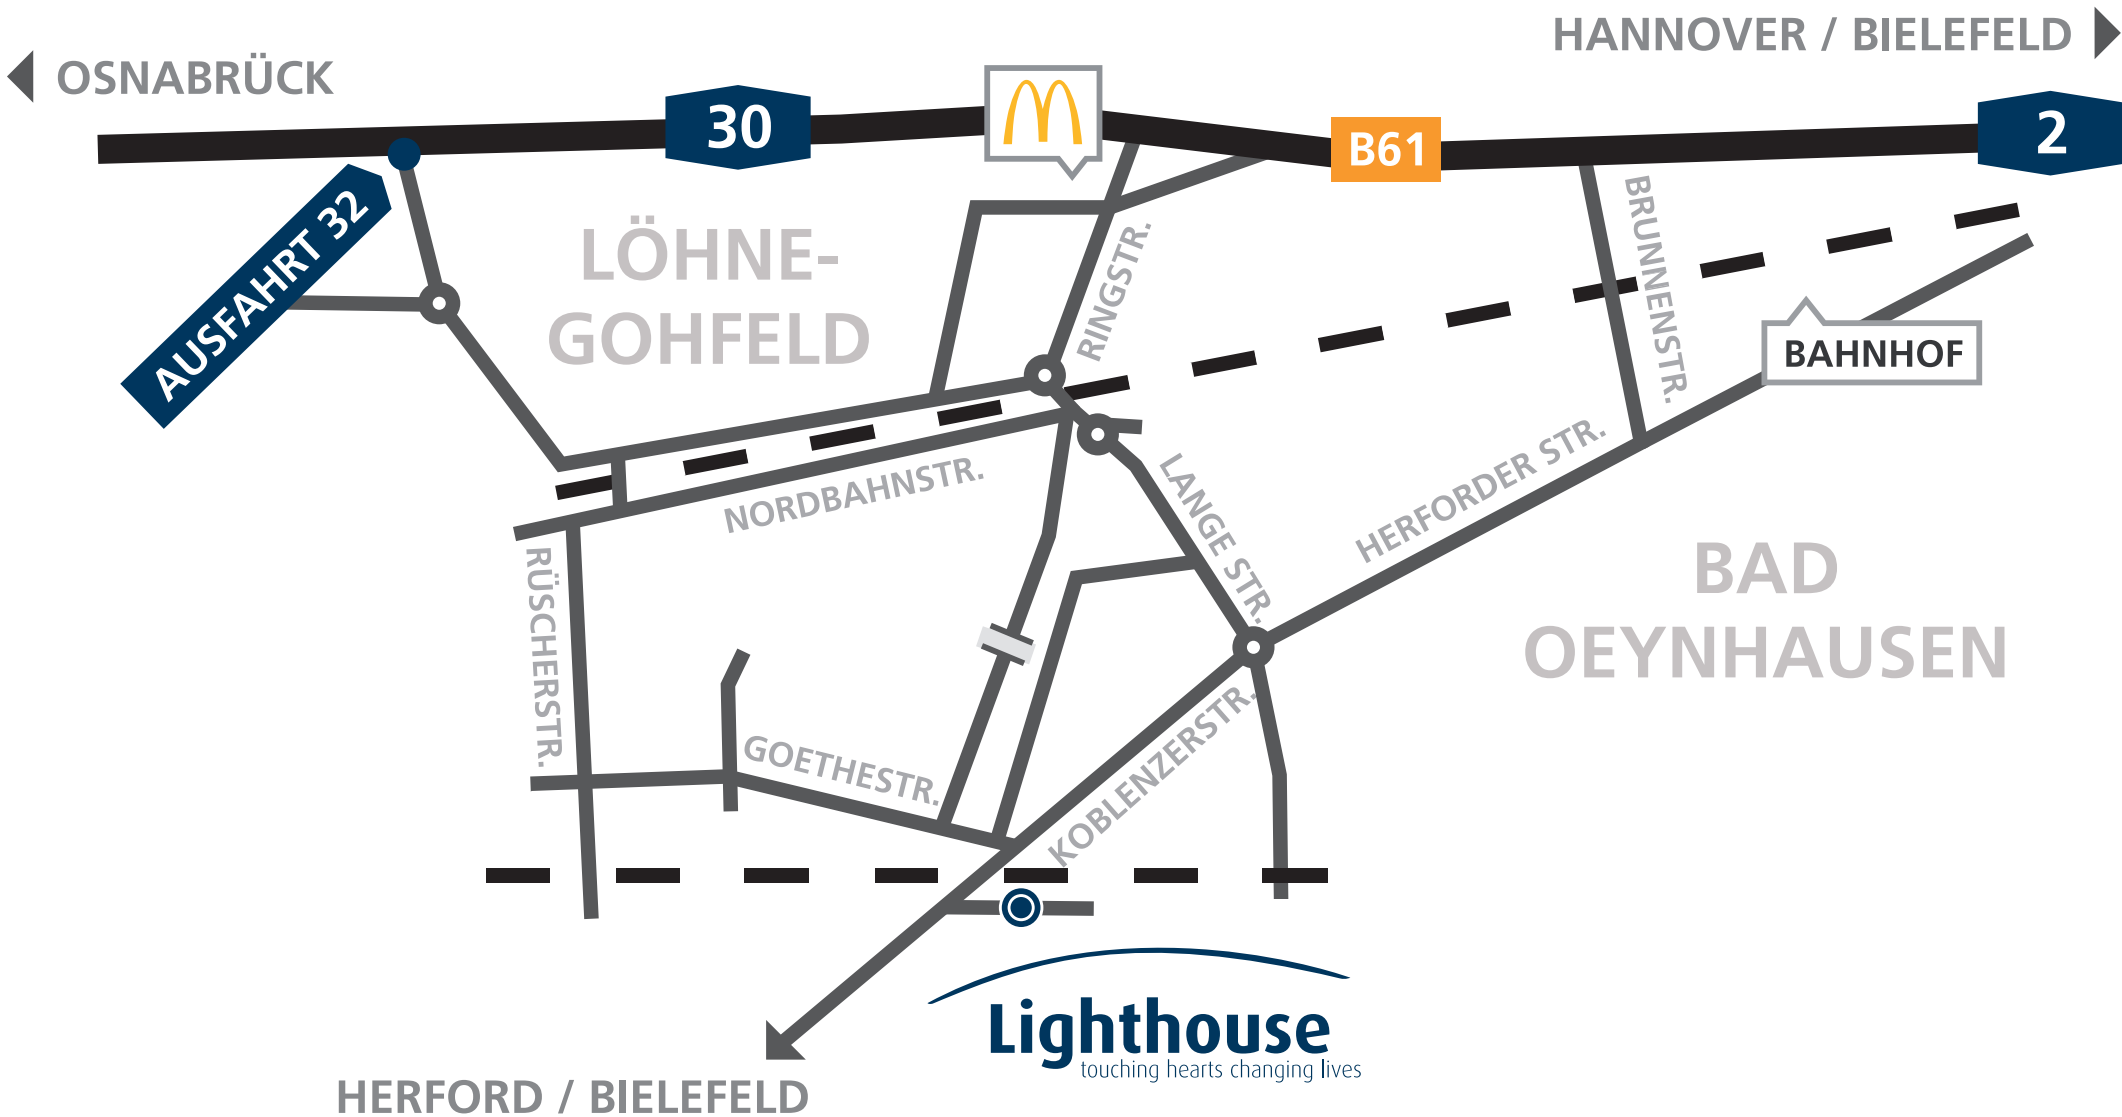 HANNOVER / BIELEFELD
OSNABRÜCK
30
B61
2
AUSFAHRT 32
LÖHNE-
GOHFELD
RINGSTR.
BRUNNENSTR.
BAHNHOF
NORDBAHNSTR.
LANGE STR.
HERFORDER STR.
RÜSCHERSTR.
BAD
OEYNHAUSEN
GOETHESTR.
KOBLENZERSTR.
Lighthouse
touching hearts changing lives
HERFORD / BIELEFELD